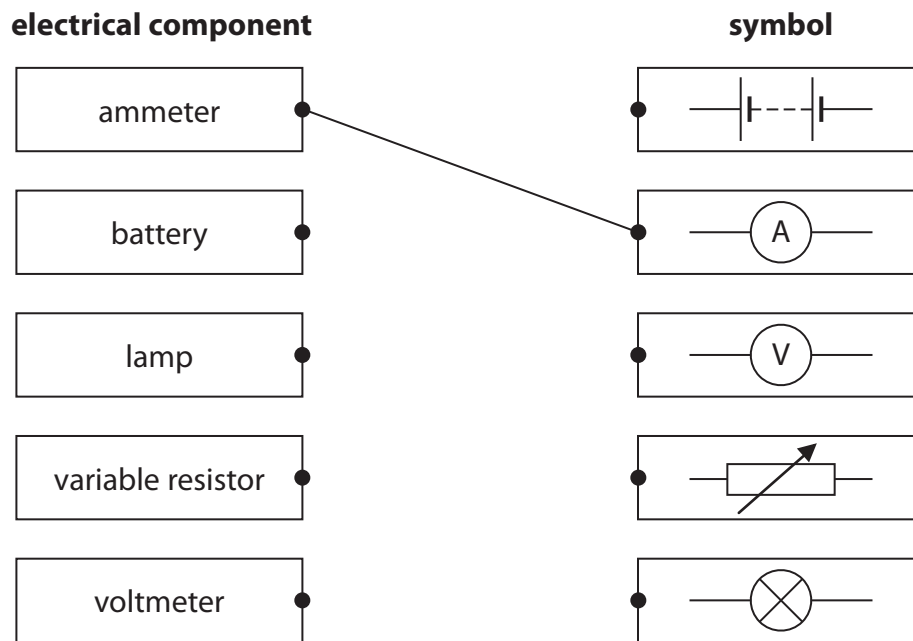 electrical component symbol
ammeter
battery
A
lamp
V
variable resistor
voltmeter